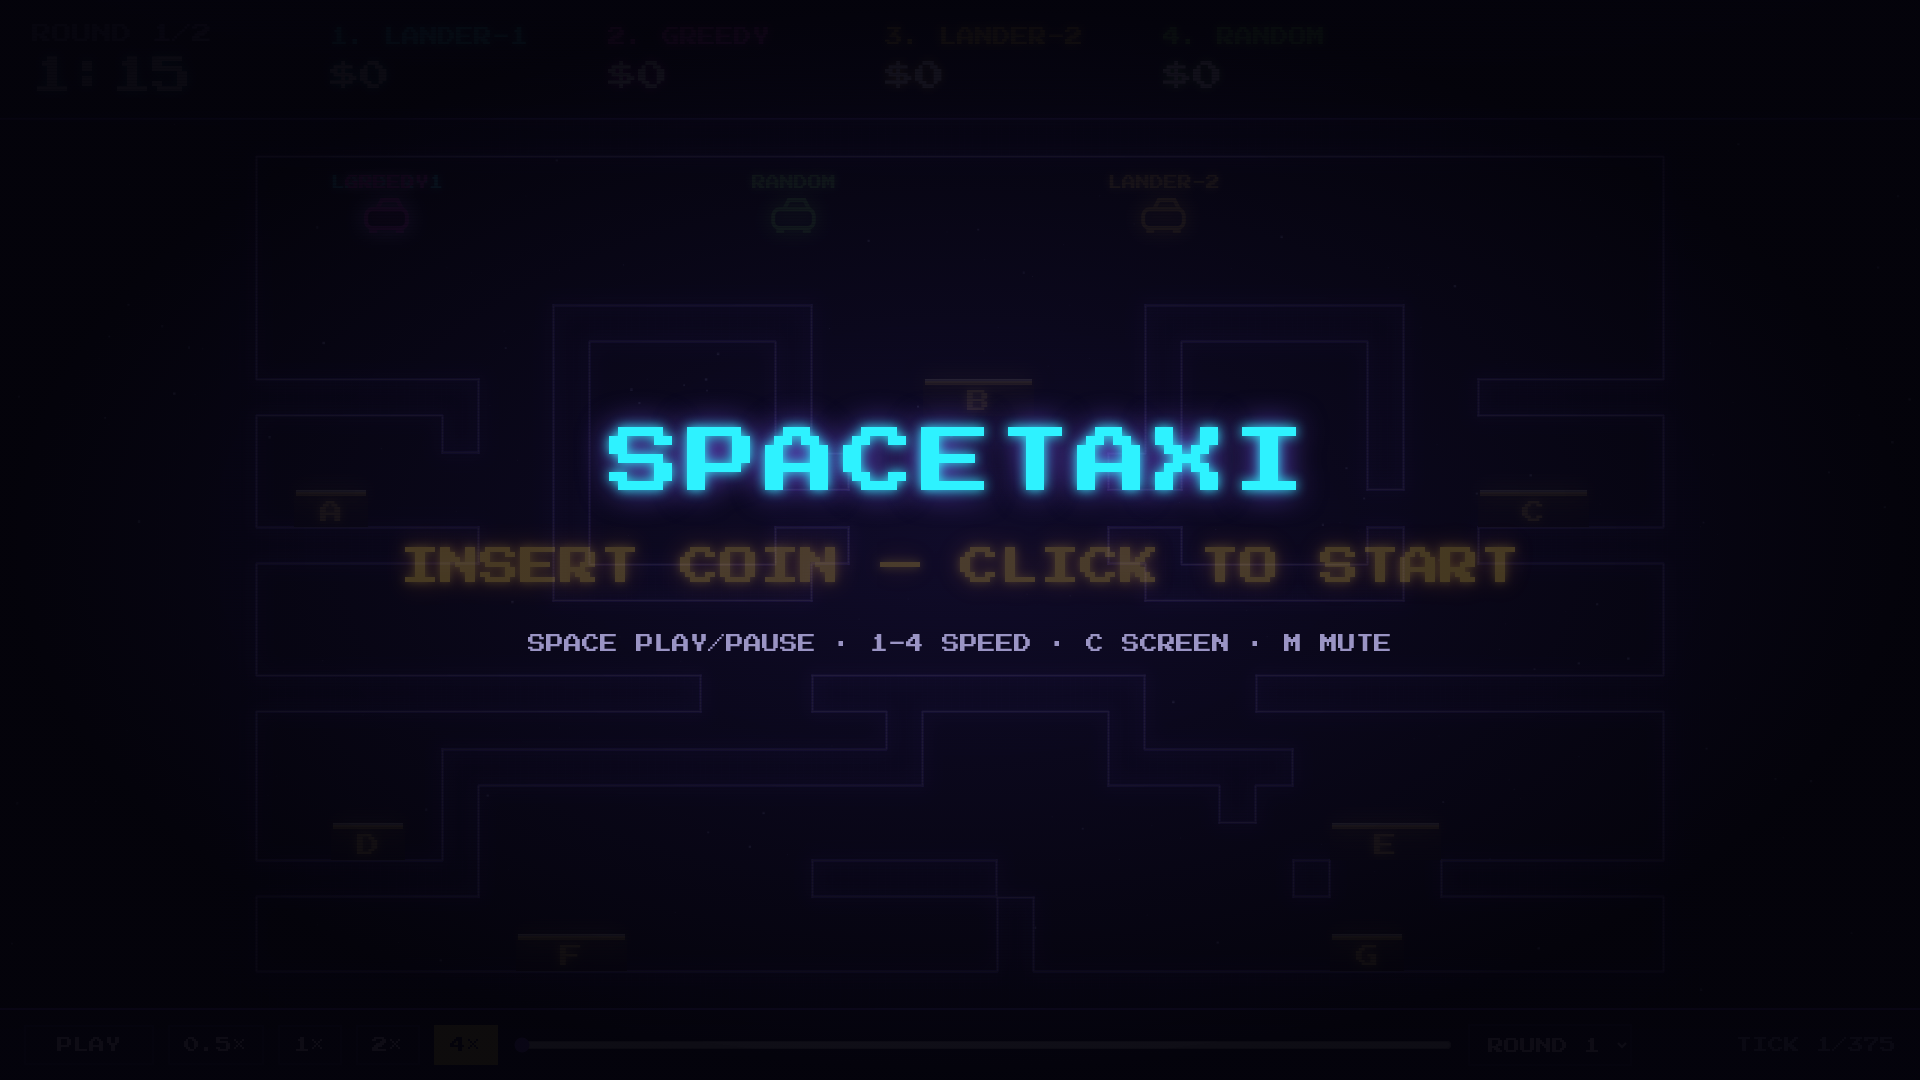 ROUND 1/2
1:15
1. LANDER-1
$0
2. GREEDY
$0
3. LANDER-2
$0
4. RANDOM
$0
RANDOM
LANDER-2
B
SPACETAXI
A
C
INSERT COIN — CLICK TO START
SPACE PLAY/PAUSE · 1-4 SPEED · C SCREEN · M MUTE
D
E
F
G
PLAY 0.5× 1× 2× 4× ROUND 1 TICK 1/375